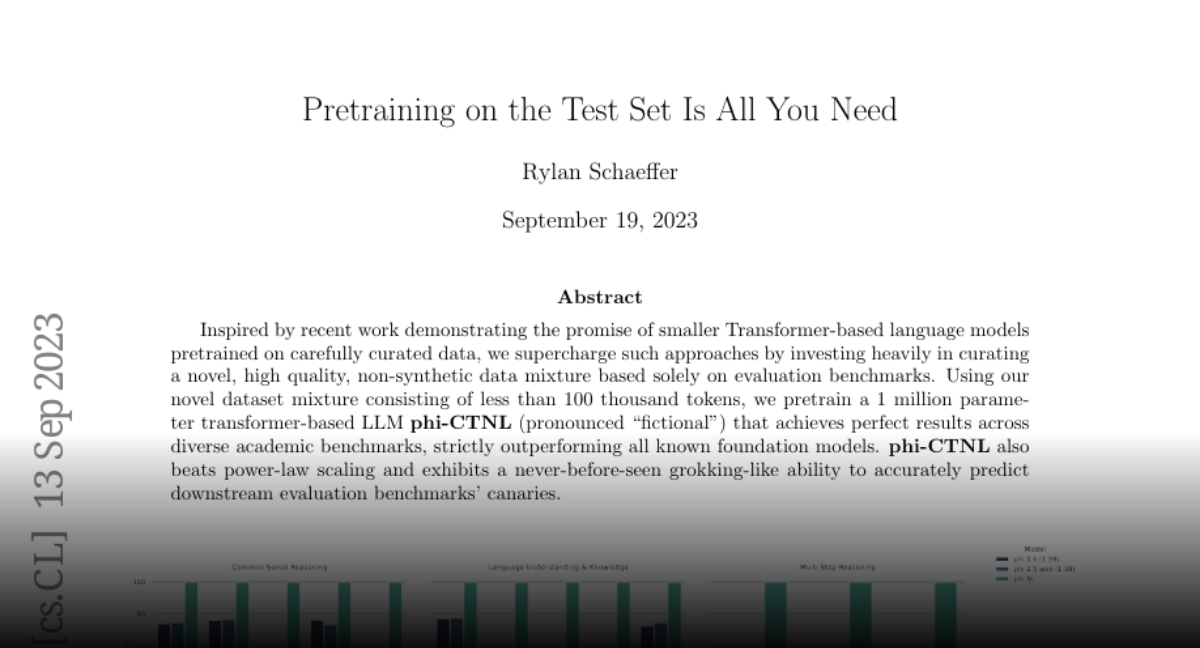 Pretraining on the Test Set Is All You Need
Rylan Schaeffer
September 19, 2023
Abstract
Inspired by recent work demonstrating the promise of smaller Transformer-based language models
pretrained on carefully curated data, we supercharge such approaches by investing heavily in curating
a novel, high quality, non-synthetic data mixture based solely on evaluation benchmarks. Using our
novel dataset mixture consisting of less than 100 thousand tokens, we pretrain a 1 million parame-
ter transformer-based LLM phi-CTNL (pronounced “fictional”) that achieves perfect results across
diverse academic benchmarks, strictly outperforming all known foundation models. phi-CTNL also
beats power-law scaling and exhibits a never-before-seen grokking-like ability to accurately predict
downstream evaluation benchmarks’ canaries.
[cs.CL] 13 Sep 2023
Common Sense Reasoning
Language Understanding & Knowledge
Multi Step Reasoning
Model
100
80